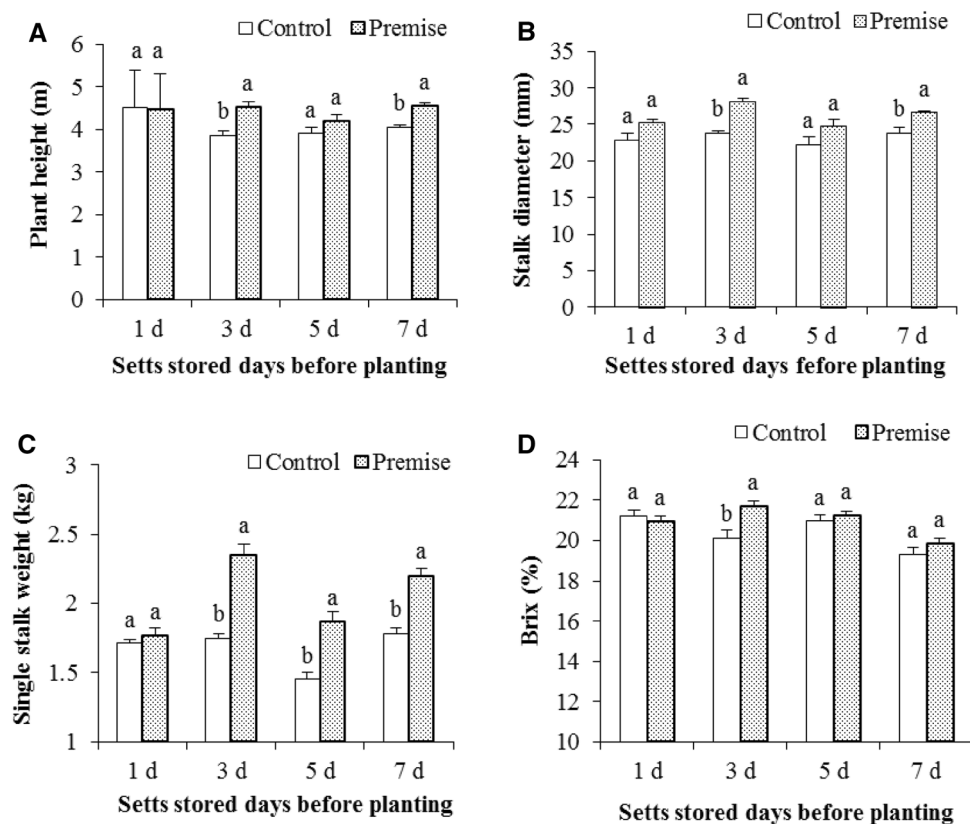 A
Control Premise
Plant height (m)
6
5
4
3
2
1
0
a a
b a
a a
b a
1 d 3 d 5 d 7 d
Setts stored days before planting
B
Control Premise
Stalk diameter (mm)
35
30
25
20
15
10
5
0
a a
b a
a a
b a
1 d 3 d 5 d 7 d
Settes stored days fefore planting
C
Control Premise
Single stalk weight (kg)
3
2.5
2
1.5
1
a a
b a
b a
b a
1 d 3 d 5 d 7 d
Setts stored days before planting
D
Control Premise
Brix (%)
24
22
20
18
16
14
12
10
a a
b a
a a
a a
1 d 3 d 5 d 7 d
Setts stored days before planting